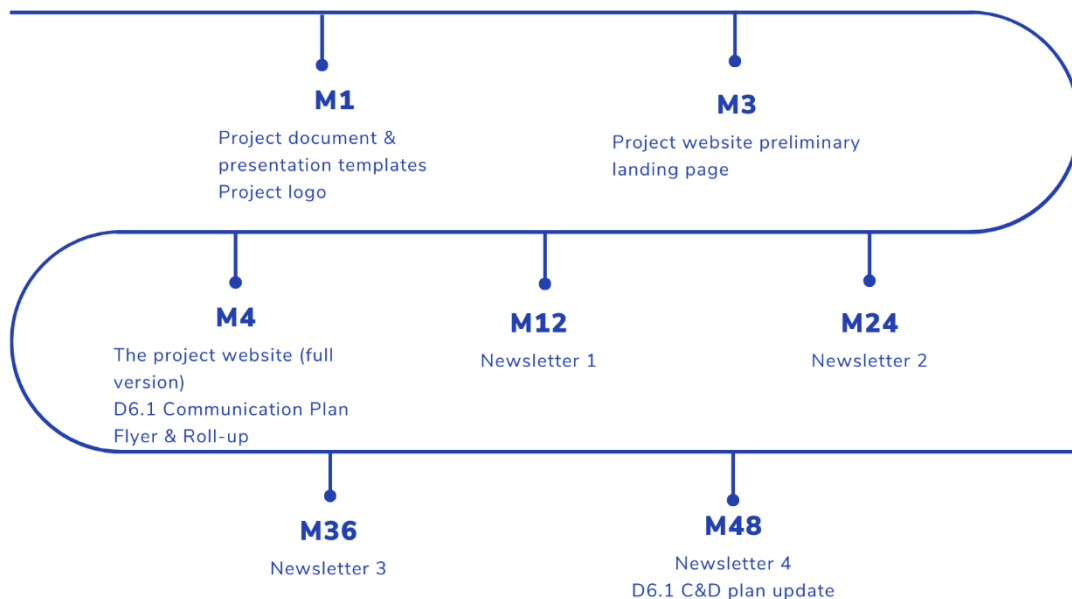 M1
Project document &
presentation templates
Project logo
M3
Project website preliminary
landing page
M4
The project website (full
version)
D6.1 Communication Plan
Flyer & Roll-up
M12
Newsletter 1
M24
Newsletter 2
M36
Newsletter 3
M48
Newsletter 4
D6.1 C&D plan update